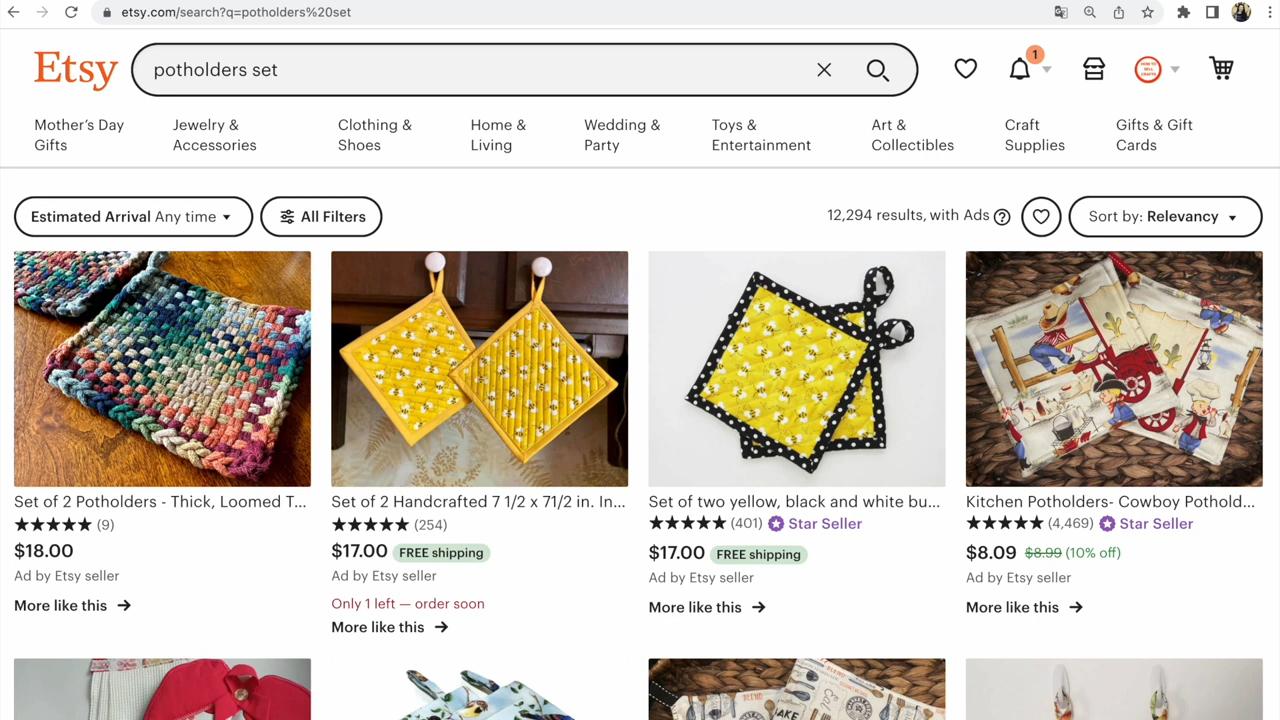 etsy.com/search?q=potholders%20set
Etsy
potholders set
1
Mother's Day
Gifts
Jewelry &
Accessories
Clothing &
Shoes
Home &
Living
Wedding &
Party
Toys &
Entertainment
Art &
Collectibles
Craft
Supplies
Gifts & Gift
Cards
Estimated Arrival Any time
All Filters
12,294 results, with Ads
Sort by: Relevancy
Set of 2 Potholders - Thick, Loomed T...
(9)
$18.00
Ad by Etsy seller
More like this
Set of 2 Handcrafted 7 1/2 x 71/2 in. In...
(254)
$17.00 FREE shipping
Ad by Etsy seller
Only 1 left — order soon
More like this
Set of two yellow, black and white bu...
(401) Star Seller
$17.00 FREE shipping
Ad by Etsy seller
More like this
Kitchen Potholders- Cowboy Pothold...
(4,469) Star Seller
$8.09 $8.99 (10% off)
Ad by Etsy seller
More like this